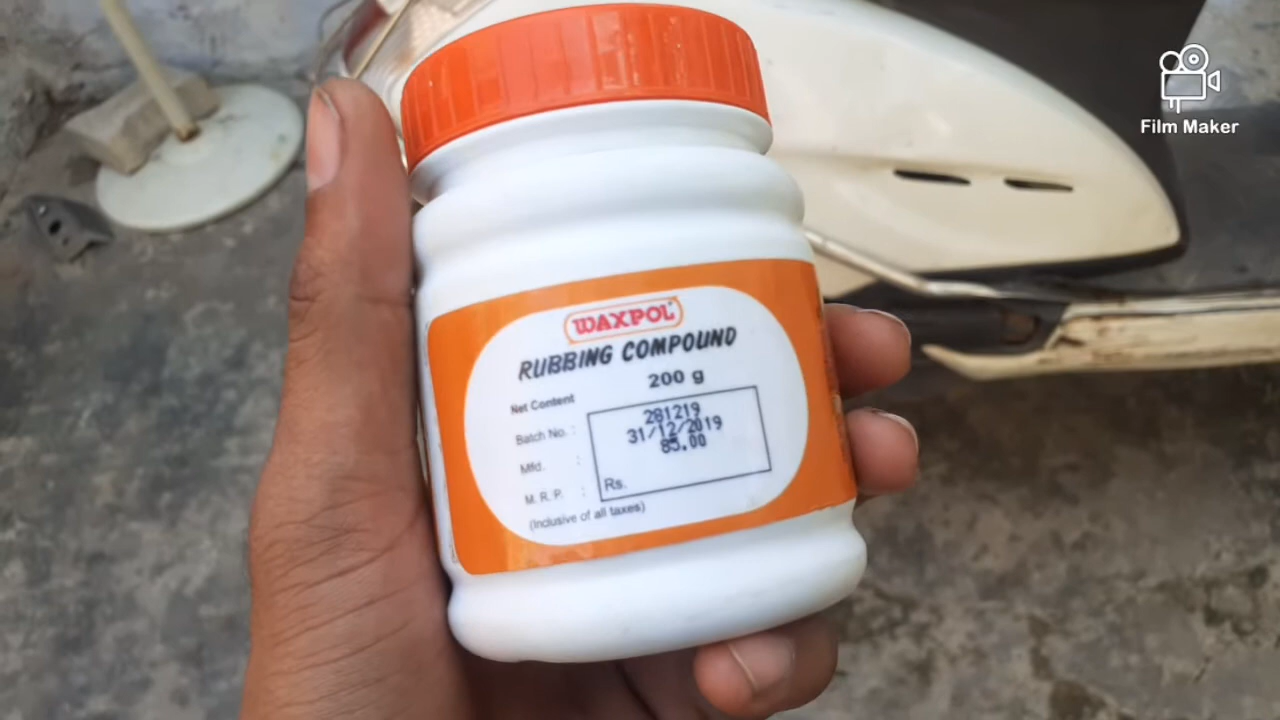 WAXPOL
RUBBING COMPOUND
Net Content 200 g
Batch No. : 281219
Mfd. : 31/12/2019
M. R. P. : Rs. 85.00
(Inclusive of all taxes)
Film Maker